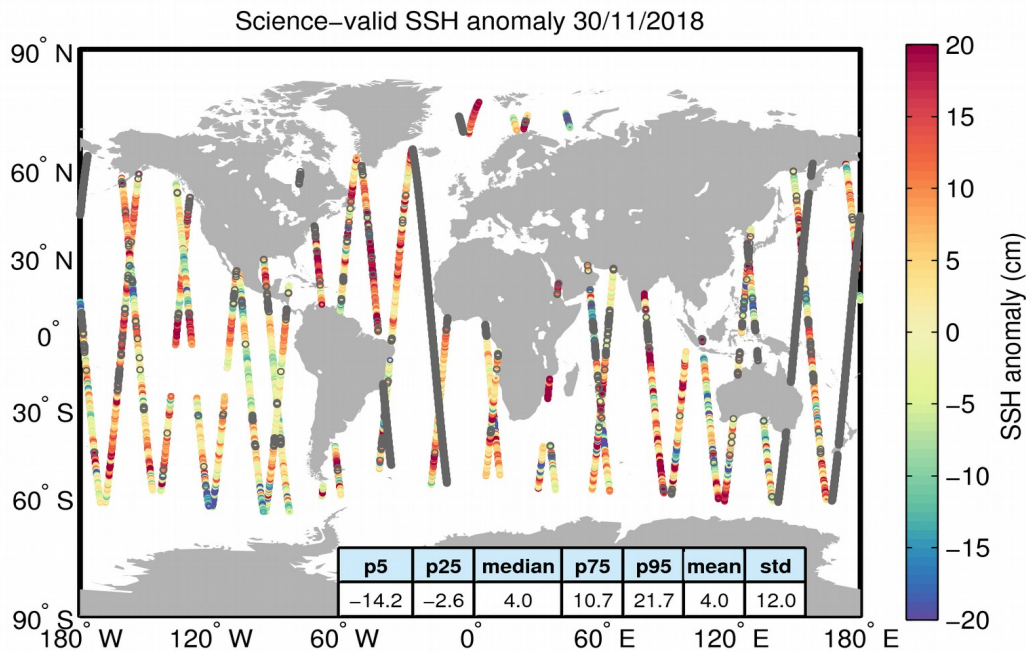 Science−valid SSH anomaly 30/11/2018
90° N
60° N
30° N
0°
30° S
60° S
90° S
180° W
120° W
60° W
0°
60° E
120° E
180° E
p5 p25 median p75 p95 mean std
−14.2 −2.6 4.0 10.7 21.7 4.0 12.0
20
15
10
5
0
−5
−10
−15
−20
SSH anomaly (cm)